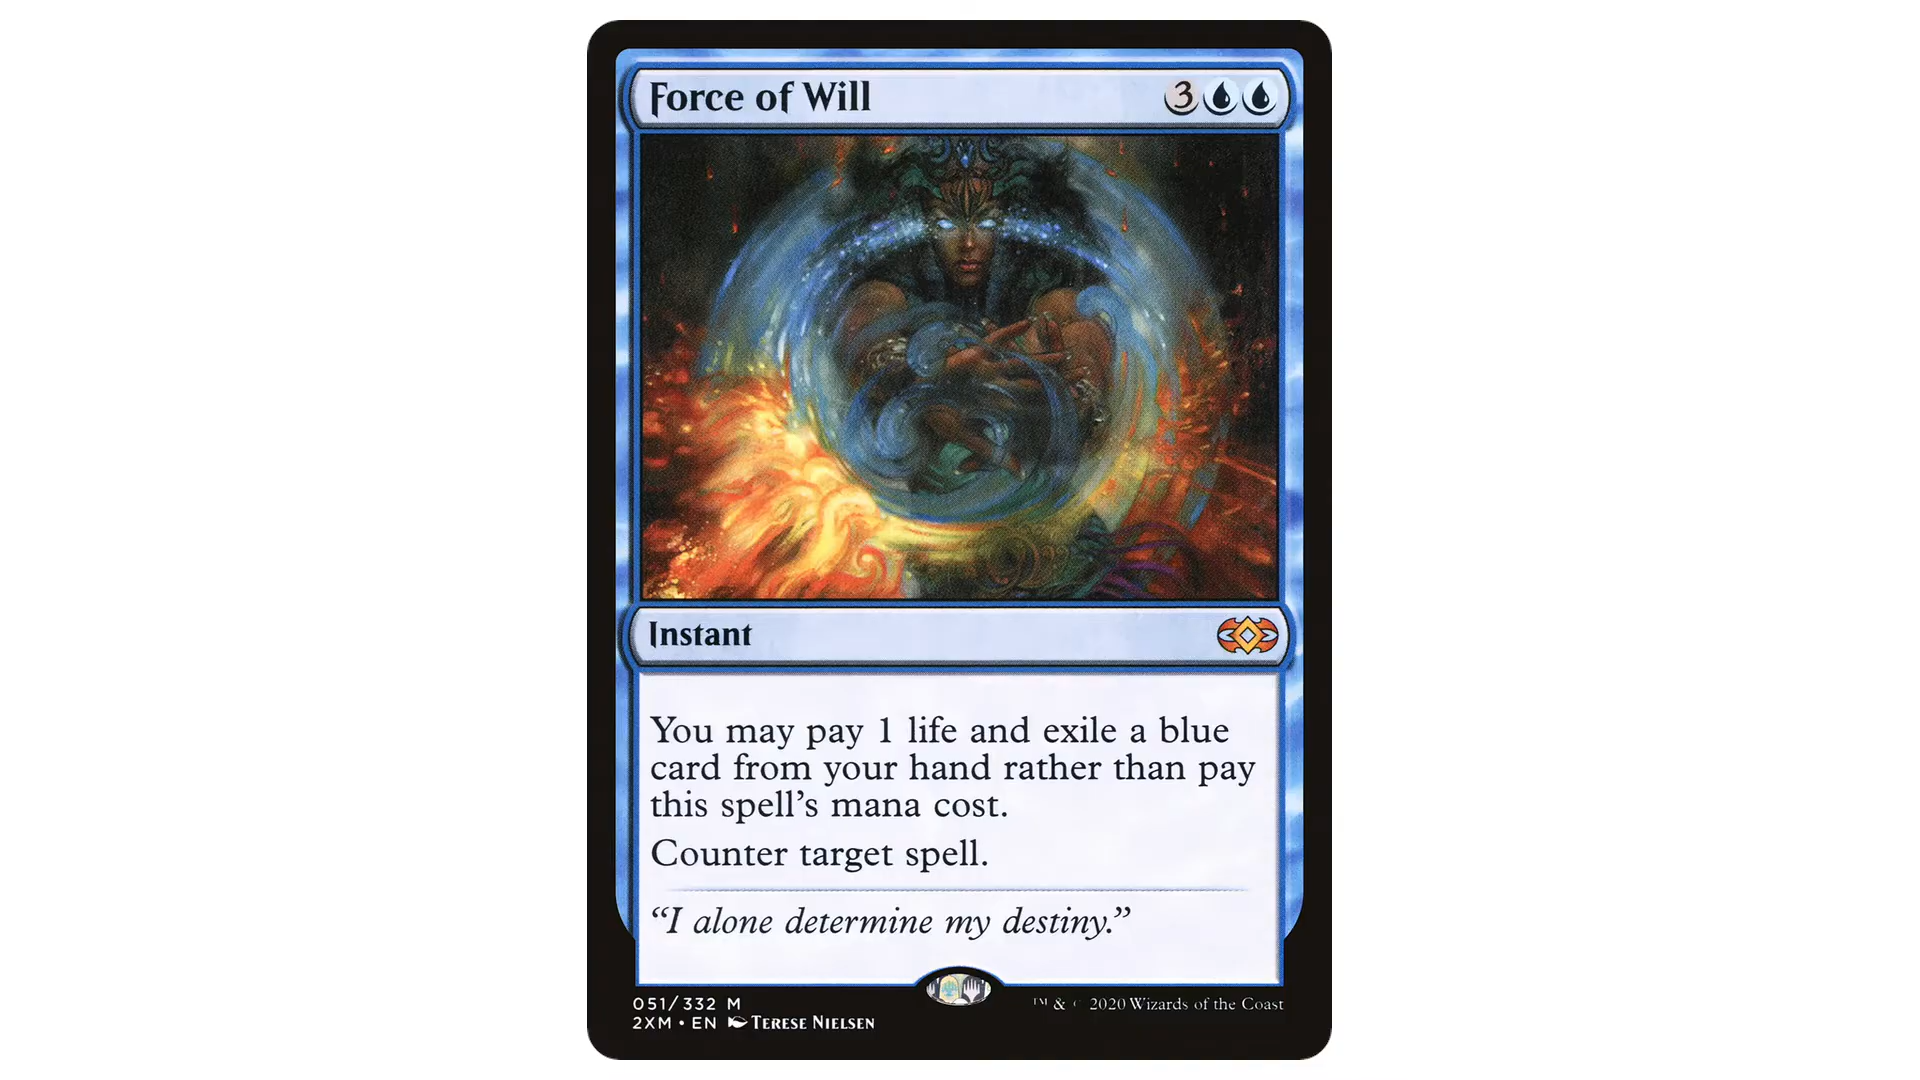 Force of Will 3
Instant
You may pay 1 life and exile a blue
card from your hand rather than pay
this spell’s mana cost.
Counter target spell.
“I alone determine my destiny.”
051/332 M
™ & © 2020 Wizards of the Coast
2XM • EN Terese Nielsen